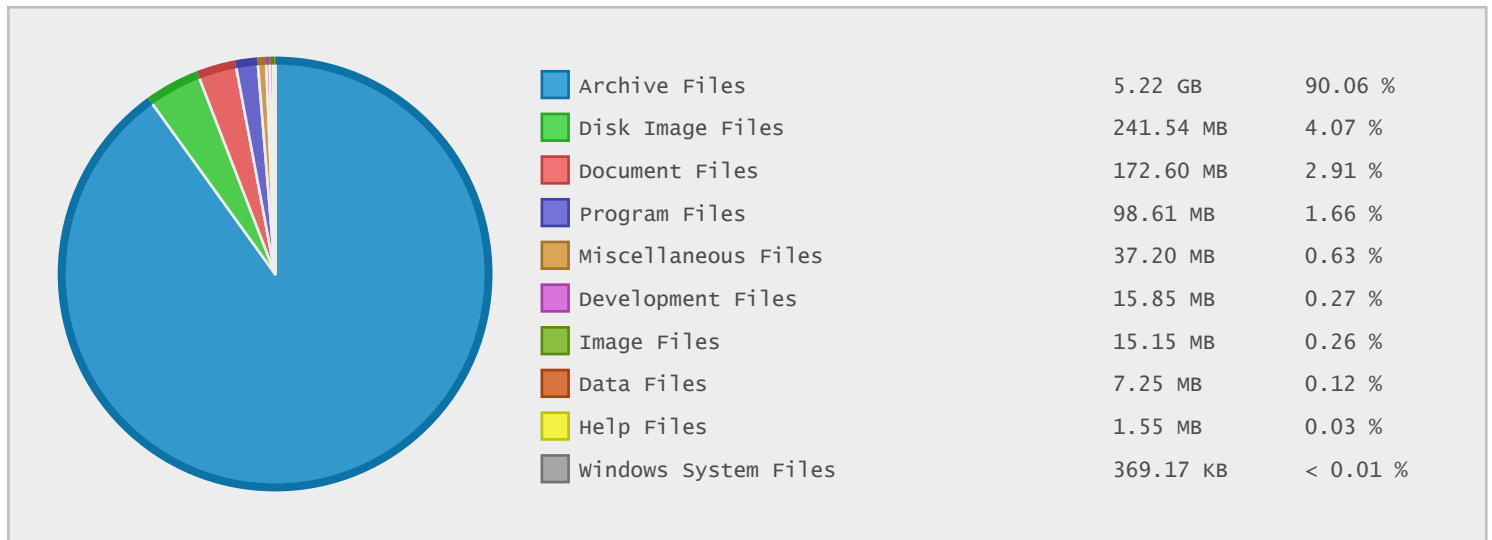 Archive Files 5.22 GB 90.06 %
Disk Image Files 241.54 MB 4.07 %
Document Files 172.60 MB 2.91 %
Program Files 98.61 MB 1.66 %
Miscellaneous Files 37.20 MB 0.63 %
Development Files 15.85 MB 0.27 %
Image Files 15.15 MB 0.26 %
Data Files 7.25 MB 0.12 %
Help Files 1.55 MB 0.03 %
Windows System Files 369.17 KB < 0.01 %